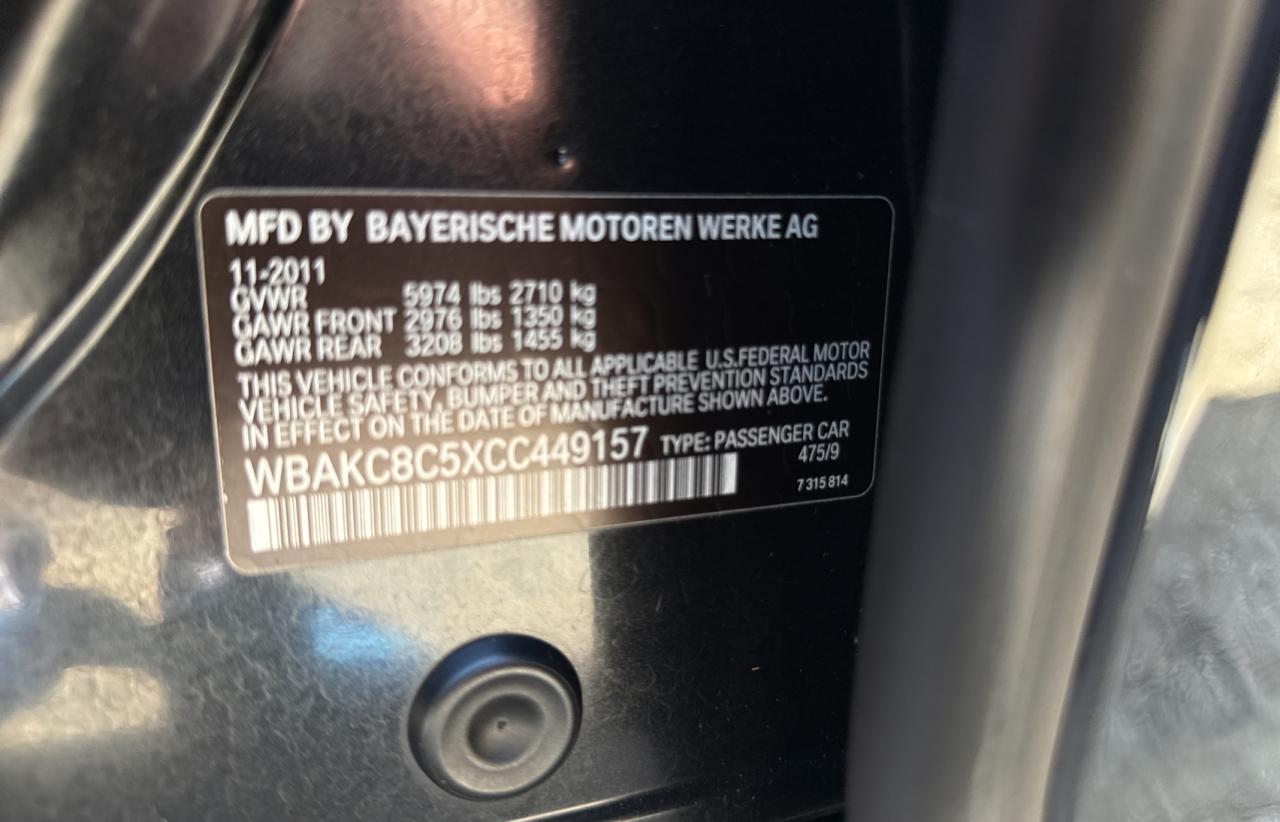 MFD BY BAYERISCHE MOTOREN WERKE AG
11-2011
GVWR 5974 lbs 2710 kg
GAWR FRONT 2976 lbs 1350 kg
GAWR REAR 3208 lbs 1455 kg
THIS VEHICLE CONFORMS TO ALL APPLICABLE U.S.FEDERAL MOTOR
VEHICLE SAFETY, BUMPER AND THEFT PREVENTION STANDARDS
IN EFFECT ON THE DATE OF MANUFACTURE SHOWN ABOVE.
WBAKC8C5XCC449157 TYPE: PASSENGER CAR
475/9
7 315 814